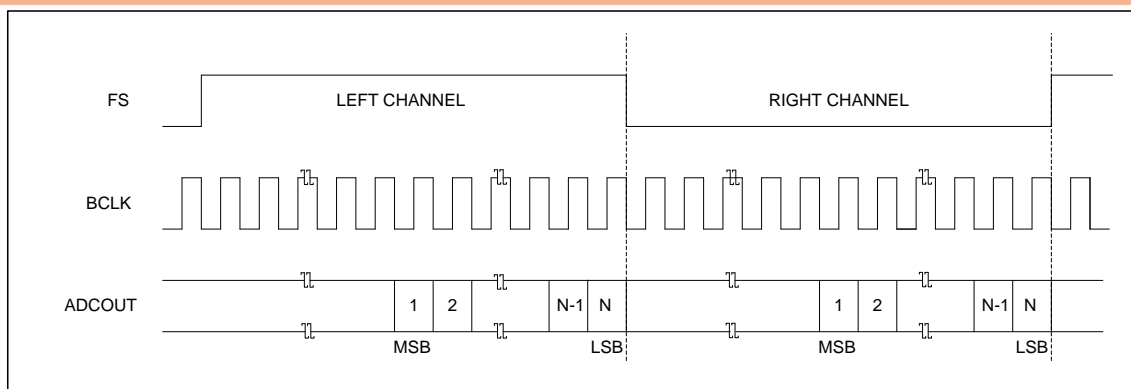 FS
LEFT CHANNEL
RIGHT CHANNEL
BCLK
ADCOUT
1
2
N-1
N
1
2
N-1
N
MSB
LSB
MSB
LSB